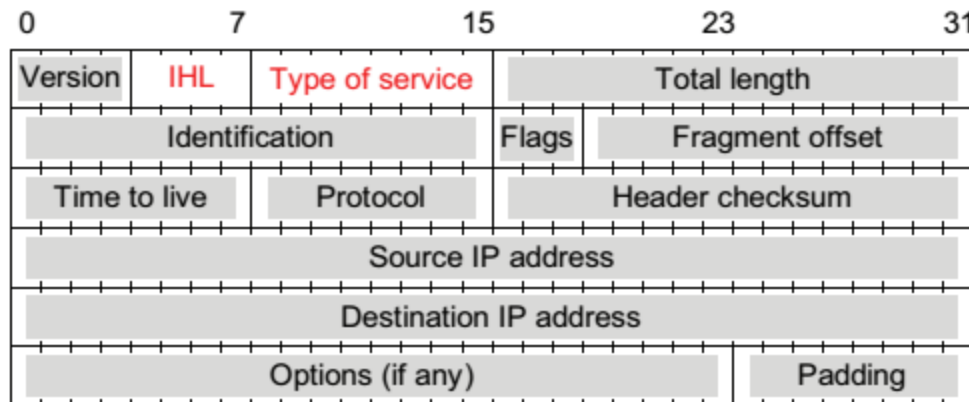 0 7 15 23 31
Version IHL Type of service Total length
Identification Flags Fragment offset
Time to live Protocol Header checksum
Source IP address
Destination IP address
Options (if any) Padding